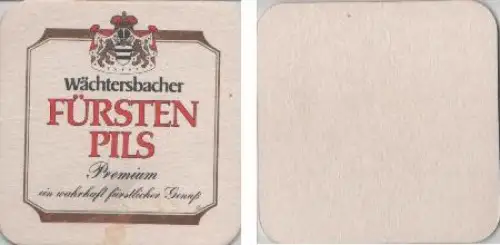 Wächtersbacher
FÜRSTEN
PILS
Premium
ein wahrhaft fürstlicher Genuß